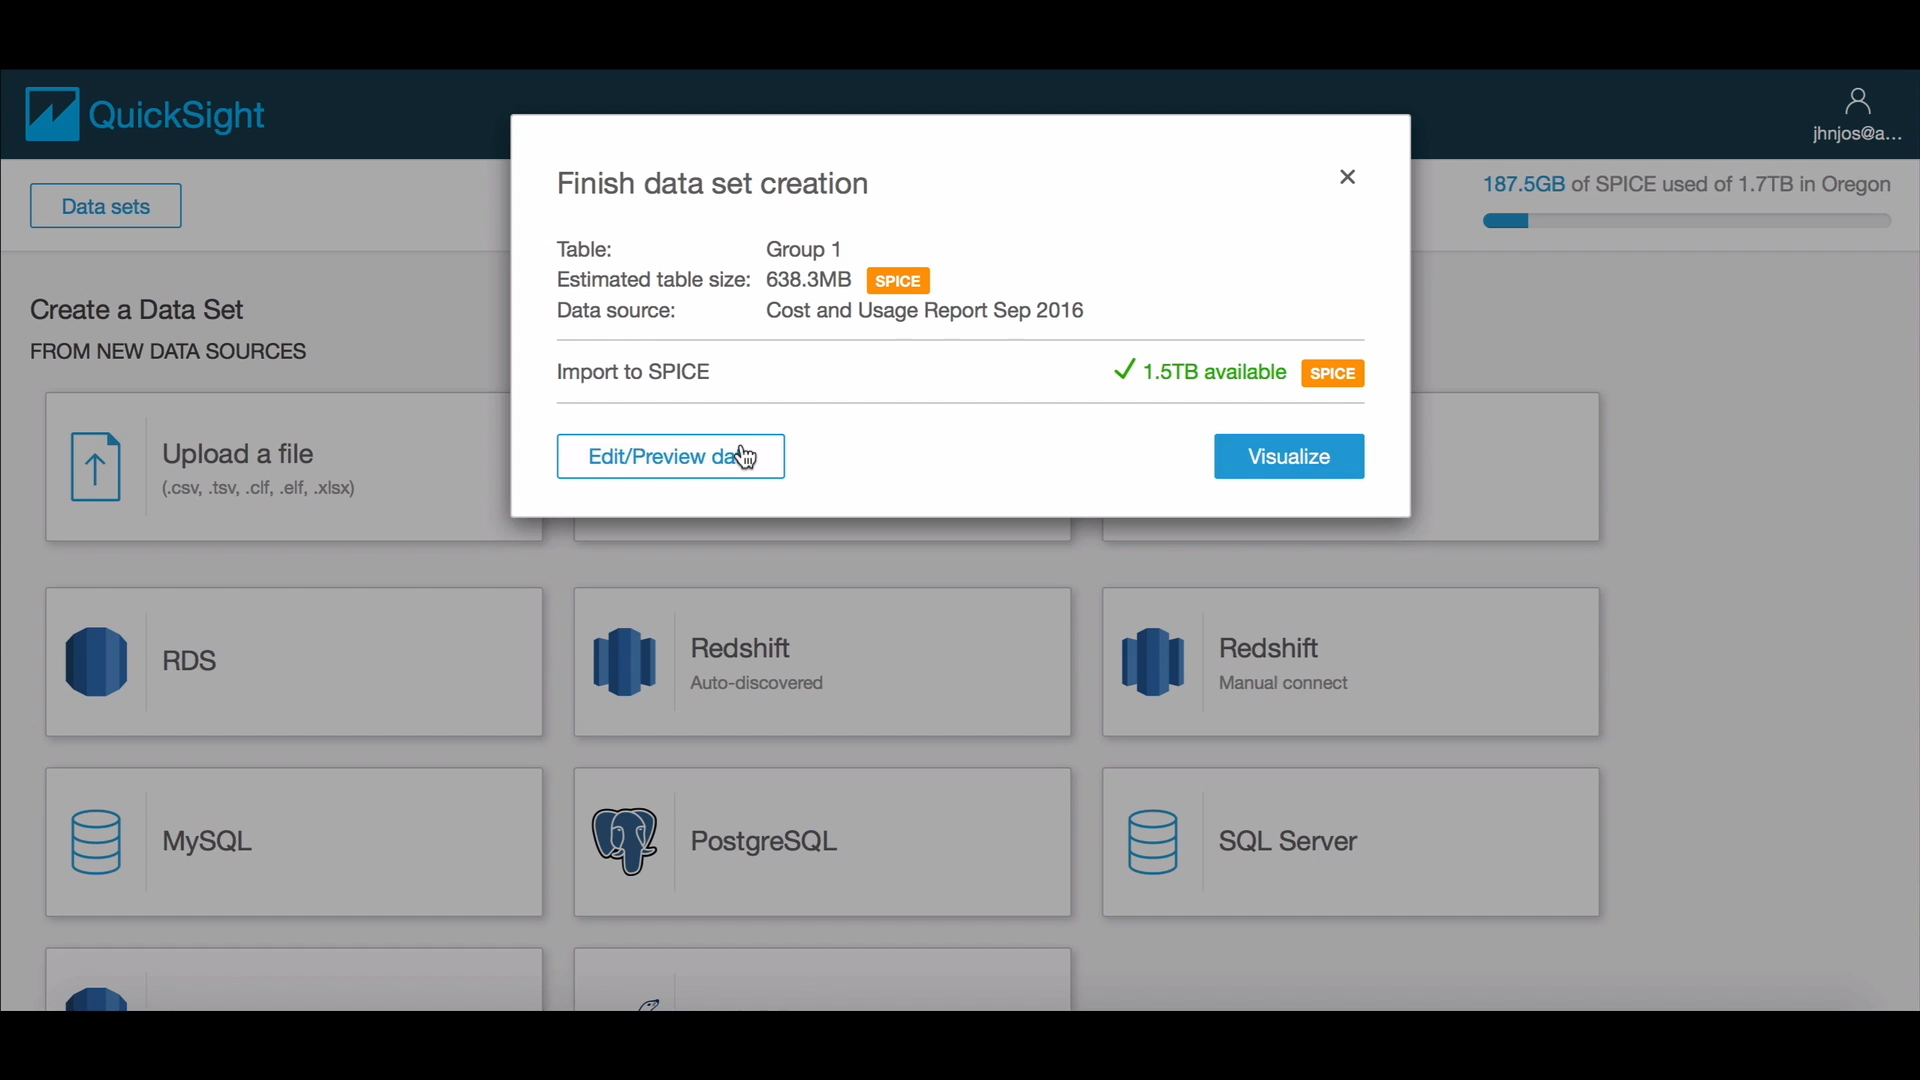 QuickSight
jhnjos@a...
Data sets
187.5GB of SPICE used of 1.7TB in Oregon
Finish data set creation
Table: Group 1
Estimated table size: 638.3MB SPICE
Data source: Cost and Usage Report Sep 2016
Import to SPICE
1.5TB available SPICE
Edit/Preview da
Visualize
Create a Data Set
FROM NEW DATA SOURCES
Upload a file
(.csv, .tsv, .clf, .elf, .xlsx)
RDS
Redshift
Auto-discovered
Redshift
Manual connect
MySQL
PostgreSQL
SQL Server